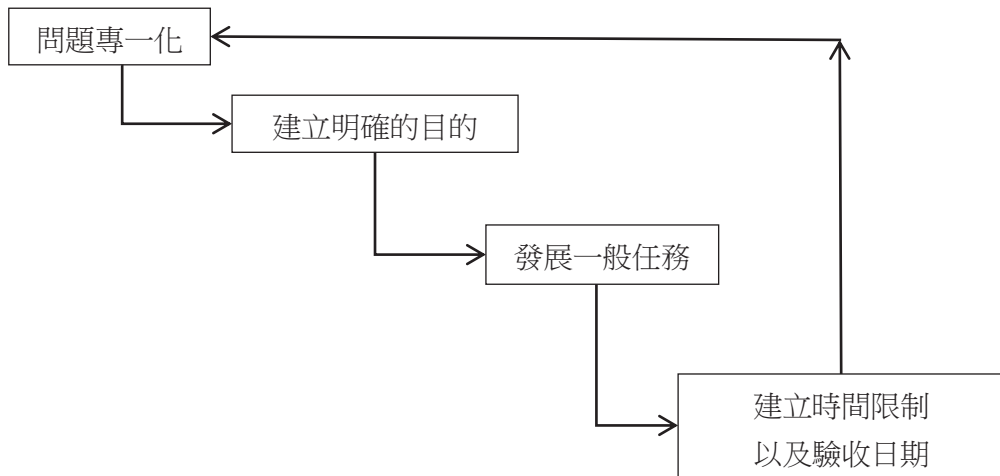 問題專一化
建立明確的目的
發展一般任務
建立時間限制
以及驗收日期